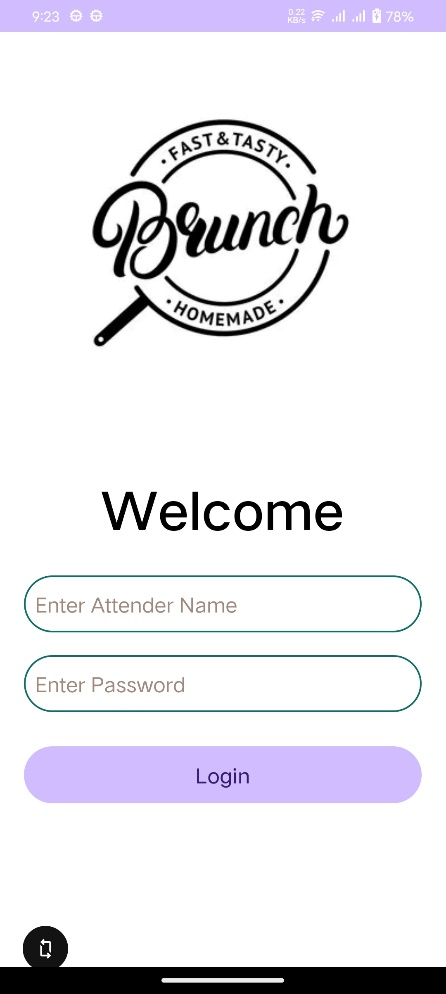 9:23 0.22 KB/s 78%
FAST & TASTY
Brunch
HOMEMADE
Welcome
Enter Attender Name
Enter Password
Login